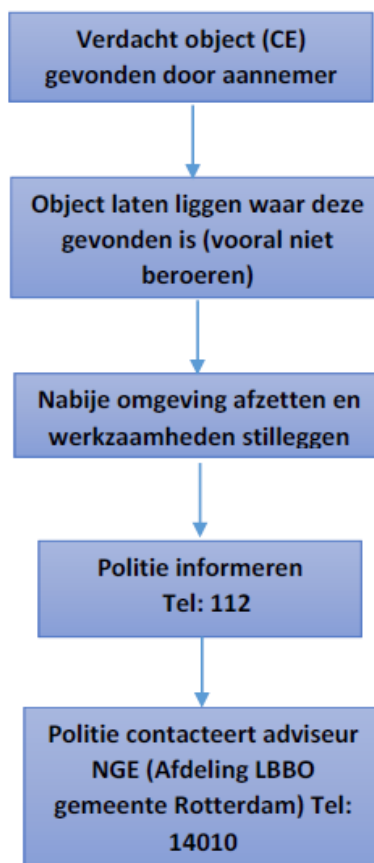 Verdacht object (CE)
gevonden door aannemer
Object laten liggen waar deze
gevonden is (vooral niet
beroeren)
Nabije omgeving afzetten en
werkzaamheden stilleggen
Politie informeren
Tel: 112
Politie contacteert adviseur
NGE (Afdeling LBBO
gemeente Rotterdam) Tel:
14010